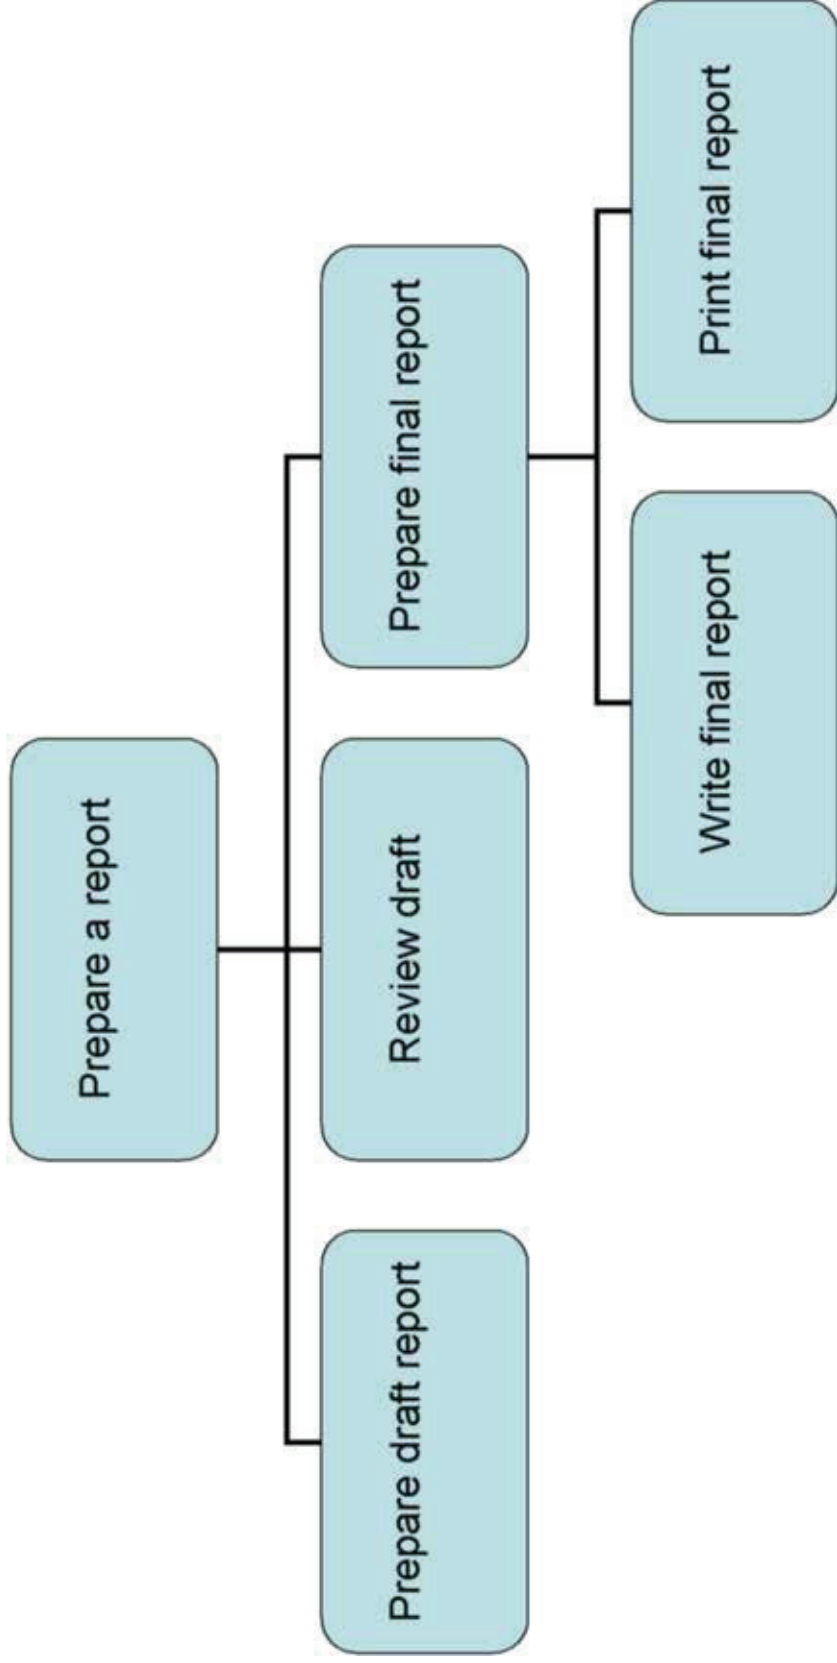 Prepare a report
Prepare draft report
Review draft
Prepare final report
Write final report
Print final report